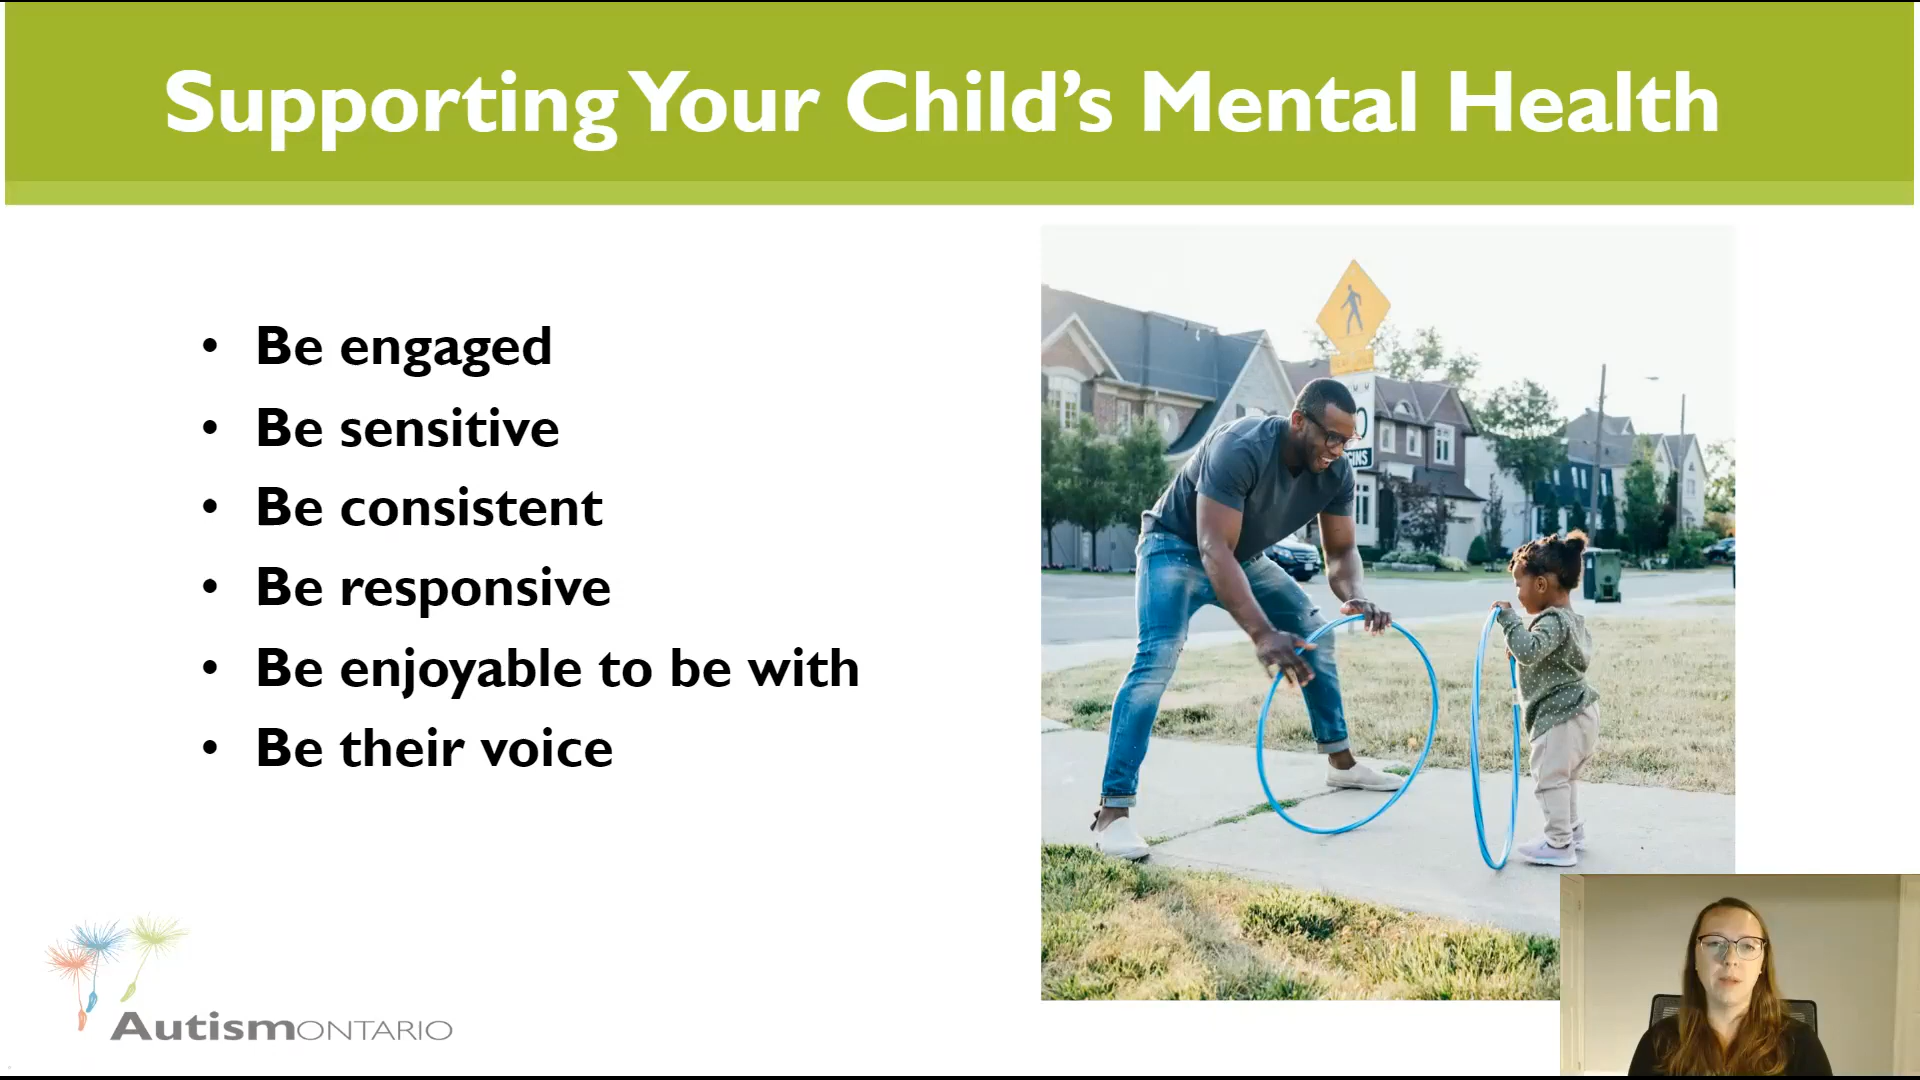 Supporting Your Child’s Mental Health
• Be engaged
• Be sensitive
• Be consistent
• Be responsive
• Be enjoyable to be with
• Be their voice
GINS
AutismONTARIO